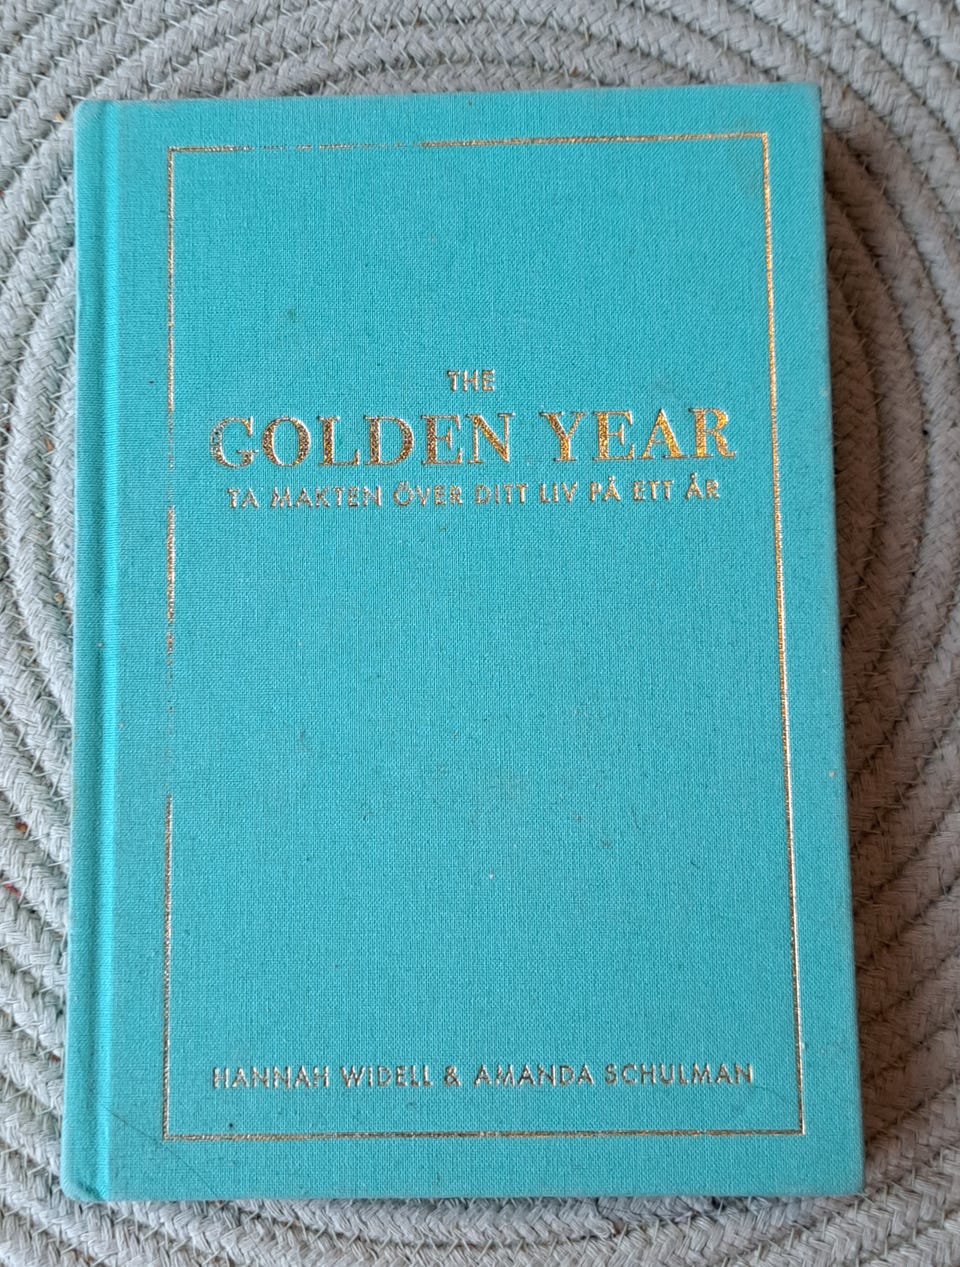 THE
GOLDEN YEAR
TA MAKTEN ÖVER DITT LIV PÅ ETT ÅR
HANNAH WIDELL & AMANDA SCHULMAN